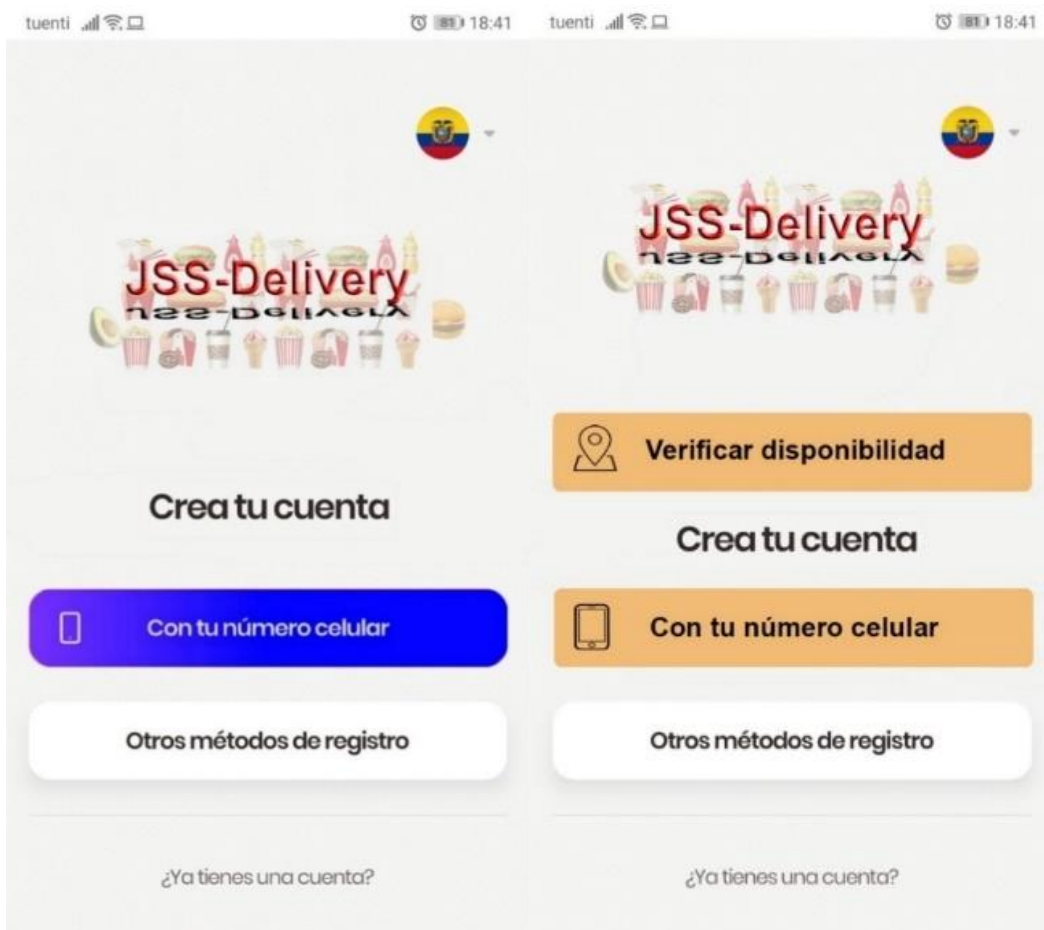 tuenti
81 18:41
JSS-Delivery
Crea tu cuenta
Con tu número celular
Otros métodos de registro
¿Ya tienes una cuenta?
tuenti
81 18:41
JSS-Delivery
Verificar disponibilidad
Crea tu cuenta
Con tu número celular
Otros métodos de registro
¿Ya tienes una cuenta?